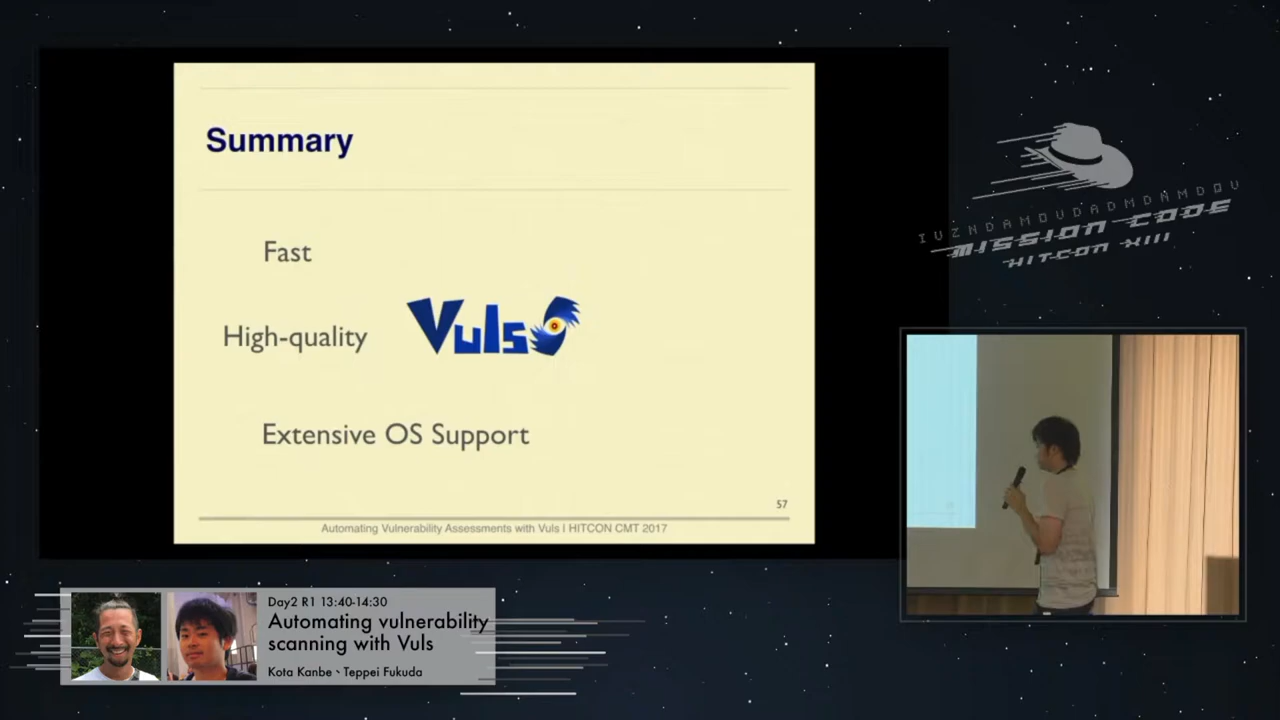 Summary
Fast
High-quality
Vuls
Extensive OS Support
57
Automating Vulnerability Assessments with Vuls | HITCON CMT 2017
IVZNDAMOVDADMDAMDOV
MISSION CODE
HITCON XIII
Day2 R1 13:40-14:30
Automating vulnerability
scanning with Vuls
Kota Kanbe、Teppei Fukuda